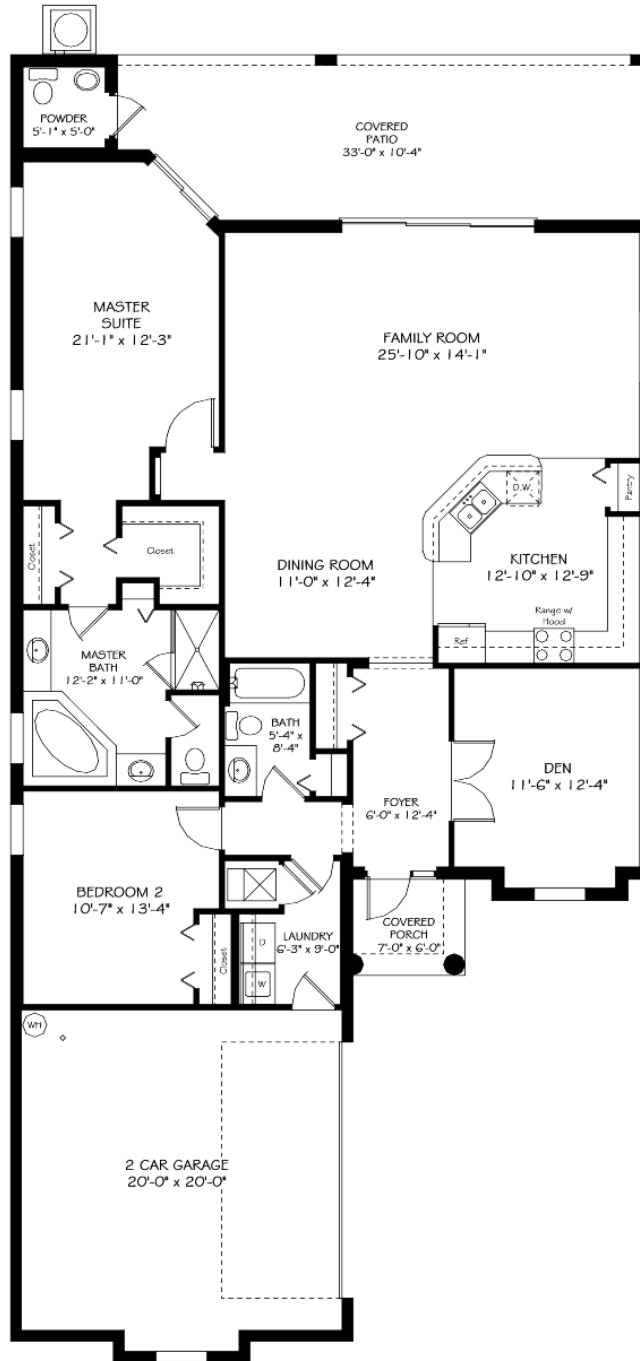 POWDER
5'-1" x 5'-0"
COVERED
PATIO
33'-0" x 10'-4"
MASTER
SUITE
21'-1" x 12'-3"
FAMILY ROOM
25'-10" x 14'-1"
D.W.
Pantry
Closet
Closet
DINING ROOM
11'-0" x 12'-4"
KITCHEN
12'-10" x 12'-9"
Range w/
Hood
Ref
MASTER
BATH
12'-2" x 11'-0"
BATH
5'-4" x
8'-4"
DEN
11'-6" x 12'-4"
FOYER
6'-0" x 12'-4"
BEDROOM 2
10'-7" x 13'-4"
Closet
D
W
LAUNDRY
6'-3" x 9'-0"
COVERED
PORCH
7'-0" x 6'-0"
WH
2 CAR GARAGE
20'-0" x 20'-0"